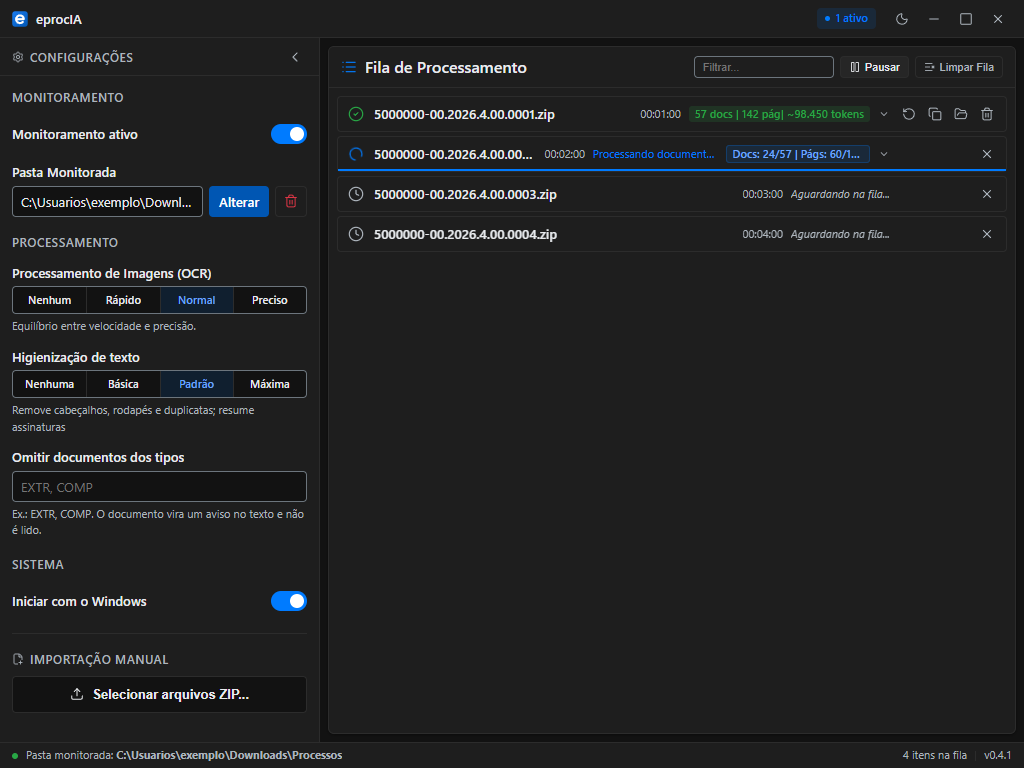 eprocIA
1 ativo
CONFIGURAÇÕES
MONITORAMENTO
Monitoramento ativo
Pasta Monitorada
C:\Usuarios\exemplo\Downl...
Alterar
PROCESSAMENTO
Processamento de Imagens (OCR)
Nenhum Rápido Normal Preciso
Equilíbrio entre velocidade e precisão.
Higienização de texto
Nenhuma Básica Padrão Máxima
Remove cabeçalhos, rodapés e duplicatas; resume
assinaturas
Omitir documentos dos tipos
EXTR, COMP
Ex.: EXTR, COMP. O documento vira um aviso no texto e não
é lido.
SISTEMA
Iniciar com o Windows
IMPORTAÇÃO MANUAL
Selecionar arquivos ZIP...
Fila de Processamento
Filtrar...
Pausar
Limpar Fila
5000000-00.2026.4.00.0001.zip 00:01:00 57 docs | 142 pág| ~98.450 tokens
5000000-00.2026.4.00.00... 00:02:00 Processando document... Docs: 24/57 | Págs: 60/1...
5000000-00.2026.4.00.0003.zip 00:03:00 Aguardando na fila...
5000000-00.2026.4.00.0004.zip 00:04:00 Aguardando na fila...
Pasta monitorada: C:\Usuarios\exemplo\Downloads\Processos
4 itens na fila
v0.4.1